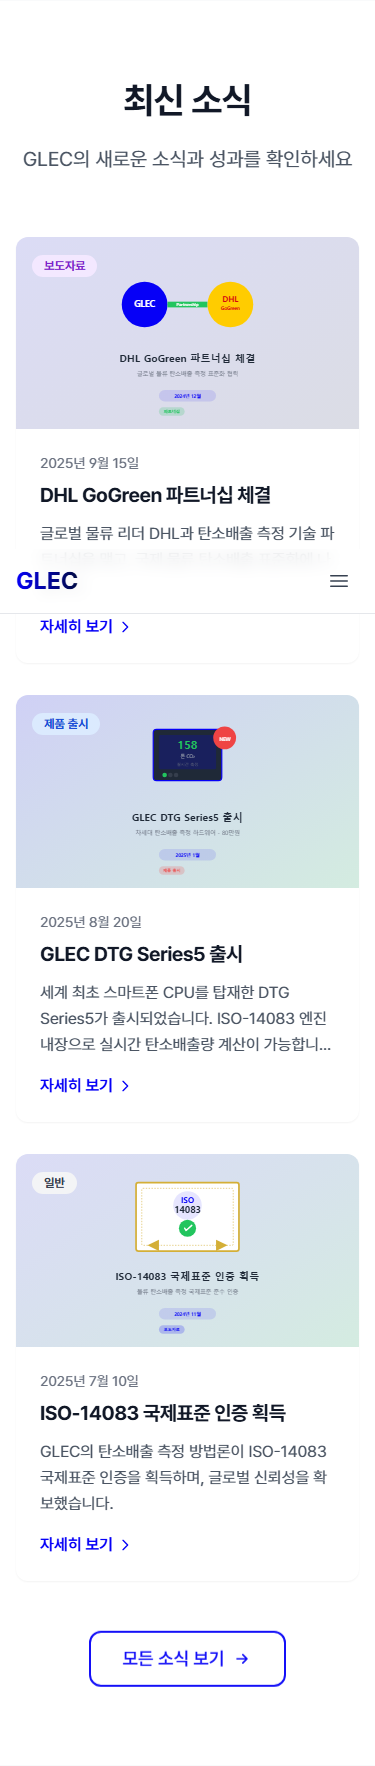 최신 소식
GLEC의 새로운 소식과 성과를 확인하세요
보도자료
GLEC
Partnership
DHL
GoGreen
DHL GoGreen 파트너십 체결
글로벌 물류 탄소배출 측정 표준화 협력
2024년 12월
2025년 9월 15일
DHL GoGreen 파트너십 체결
글로벌 물류 리더 DHL과 탄소배출 측정 기술 파
GLEC
자세히 보기
제품 출시
158
톤 CO₂
NEW
GLEC DTG Series5 출시
차세대 탄소배출 측정 하드웨어 - 80만원
2025년 1월
제품 출시
2025년 8월 20일
GLEC DTG Series5 출시
세계 최초 스마트폰 CPU를 탑재한 DTG
Series5가 출시되었습니다. ISO-14083 엔진
내장으로 실시간 탄소배출량 계산이 가능합니...
자세히 보기
일반
ISO
14083
ISO-14083 국제표준 인증 획득
물류 탄소배출 측정 국제표준 준수 인증
2024년 11월
2025년 7월 10일
ISO-14083 국제표준 인증 획득
GLEC의 탄소배출 측정 방법론이 ISO-14083
국제표준 인증을 획득하며, 글로벌 신뢰성을 확
보했습니다.
자세히 보기
모든 소식 보기